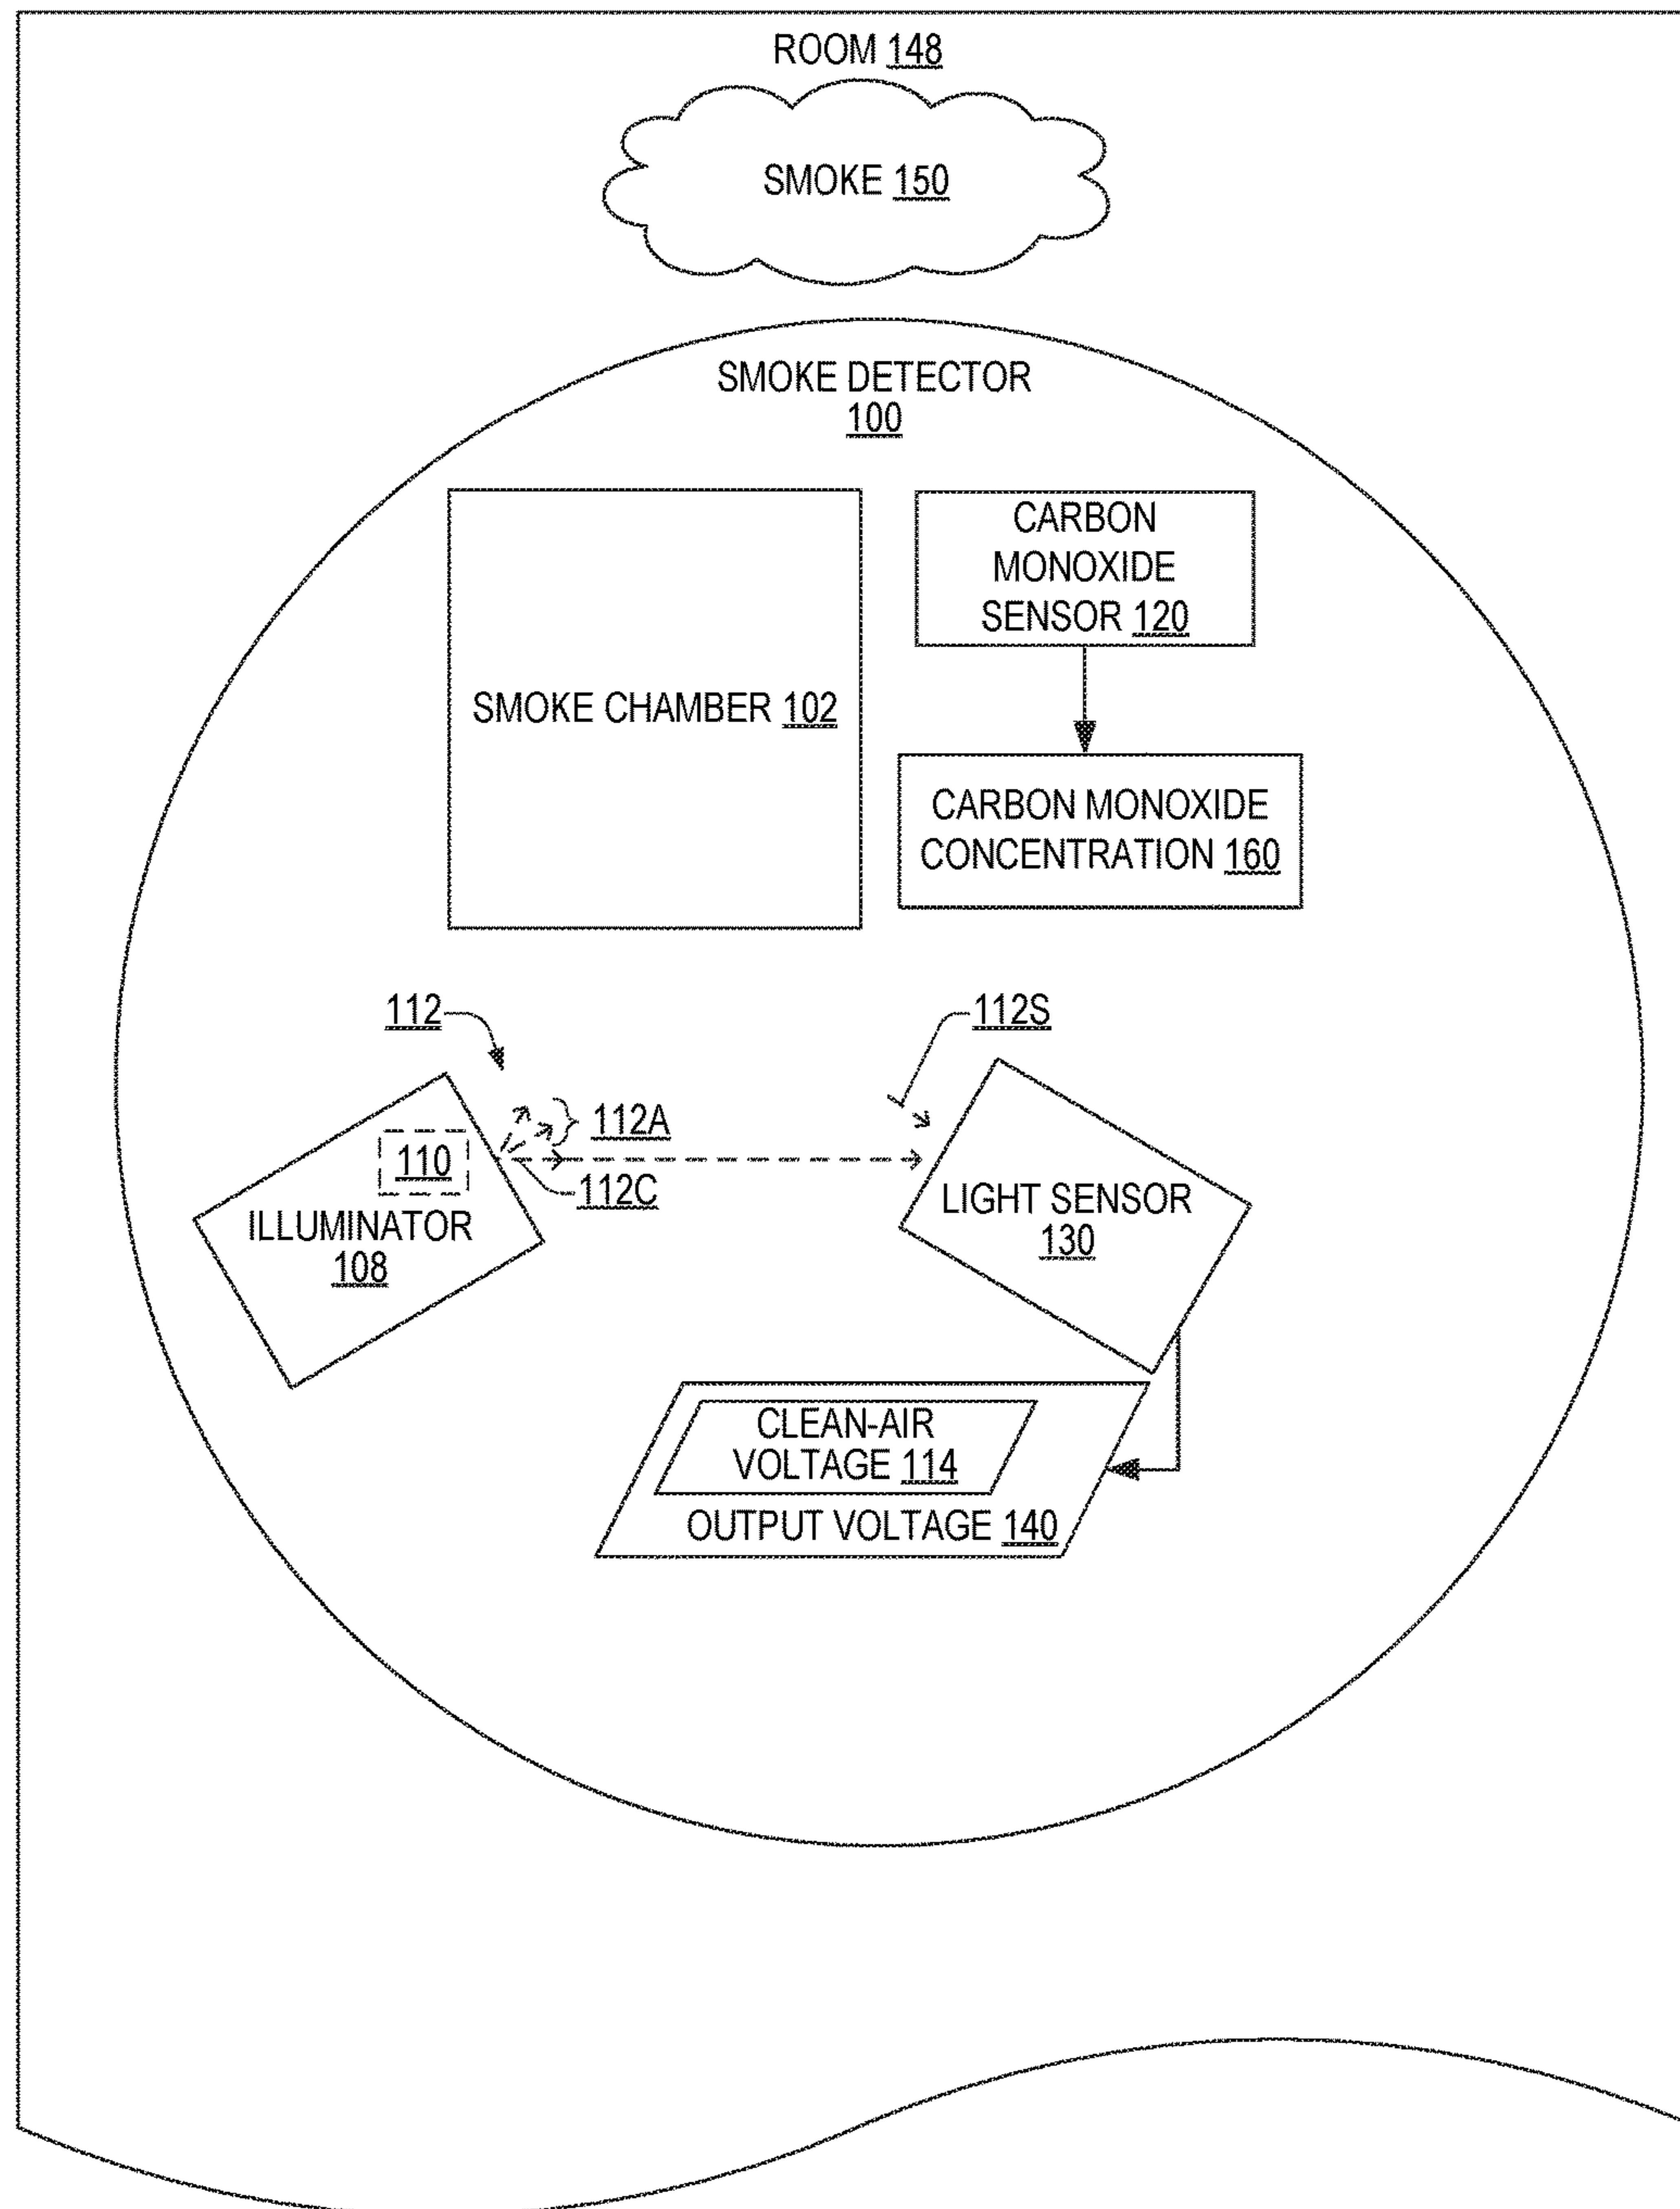 ROOM 148
SMOKE 150
SMOKE DETECTOR
100
CARBON
MONOXIDE
SENSOR 120
SMOKE CHAMBER 102
CARBON MONOXIDE
CONCENTRATION 160
112
112S
112A
110
112C
ILLUMINATOR
108
LIGHT SENSOR
130
CLEAN-AIR
VOLTAGE 114
OUTPUT VOLTAGE 140